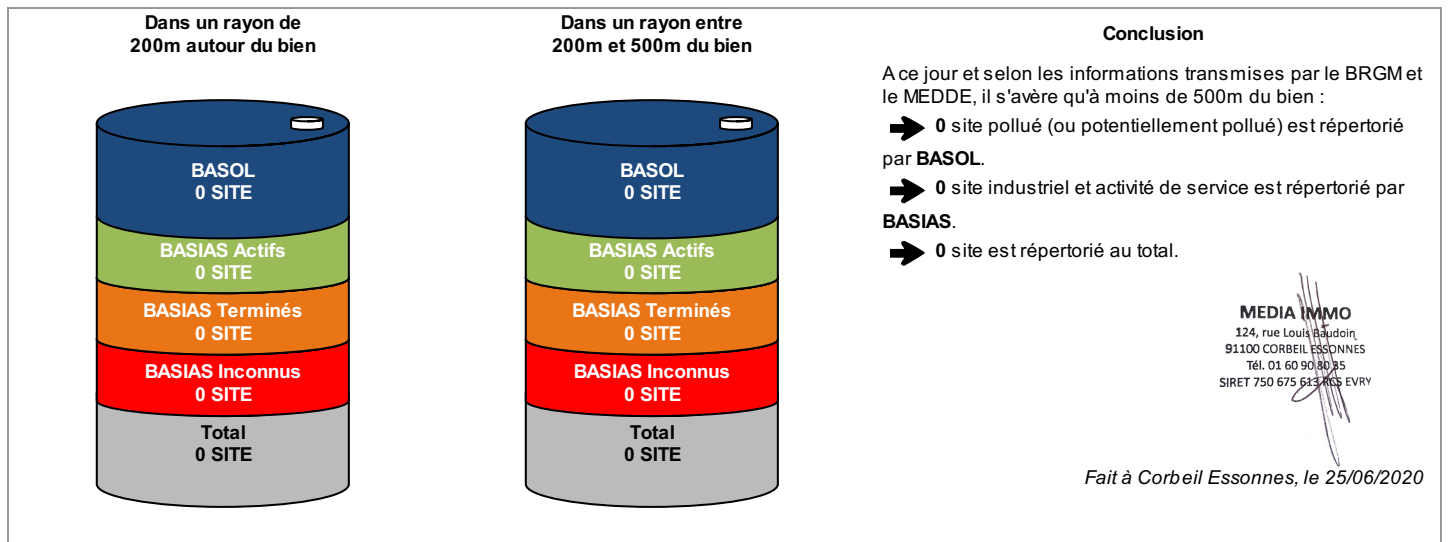 Dans un rayon de
200m autour du bien
BASOL
0 SITE
BASIAS Actifs
0 SITE
BASIAS Terminés
0 SITE
BASIAS Inconnus
0 SITE
Total
0 SITE
Dans un rayon entre
200m et 500m du bien
BASOL
0 SITE
BASIAS Actifs
0 SITE
BASIAS Terminés
0 SITE
BASIAS Inconnus
0 SITE
Total
0 SITE
Conclusion
A ce jour et selon les informations transmises par le BRGM et
le MEDDE, il s'avère qu'à moins de 500m du bien :
0 site pollué (ou potentiellement pollué) est répertorié
par BASOL.
0 site industriel et activité de service est répertorié par
BASIAS.
0 site est répertorié au total.
MEDIA IMMO
124, rue Louis Baudoin
91100 CORBEIL ESSONNES
Tél. 01 60 90 80 85
SIRET 750 675 613 RCS EVRY
Fait à Corbeil Essonnes, le 25/06/2020